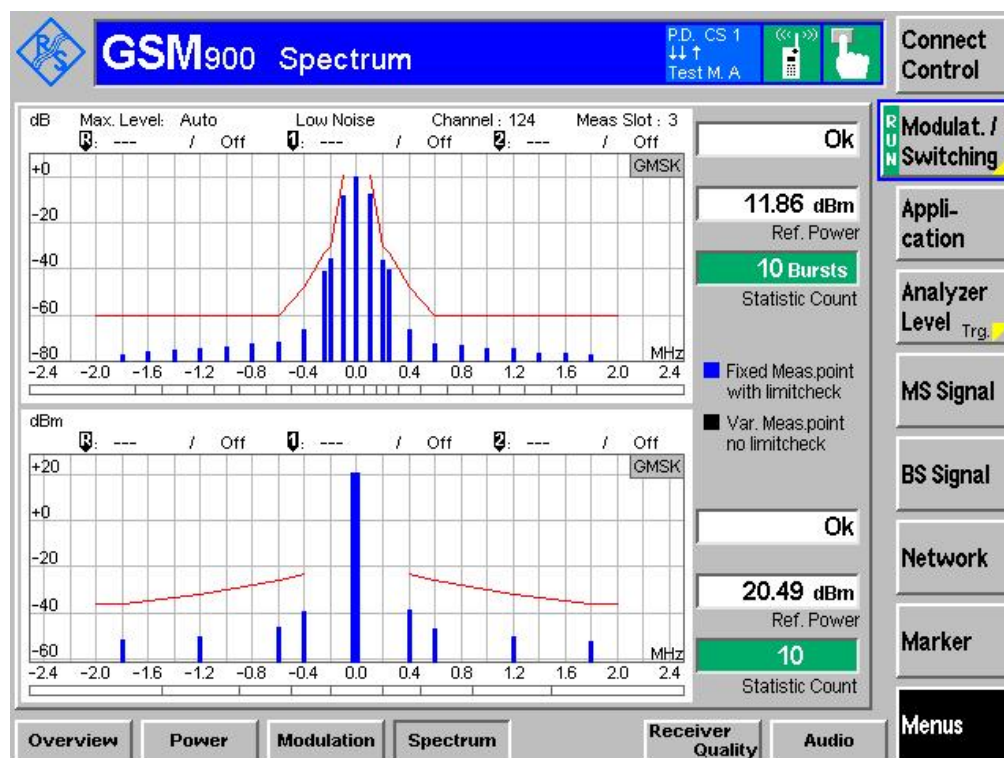 R&S
GSM900 Spectrum
P.D. CS 1
↓↓ ↑
Test M. A
Connect Control
dB Max. Level: Auto Low Noise Channel : 124 Meas Slot : 3
R: --- / Off 1: --- / Off 2: --- / Off
GMSK
+0
-20
-40
-60
-80
MHz
-2.4 -2.0 -1.6 -1.2 -0.8 -0.4 0.0 0.4 0.8 1.2 1.6 2.0 2.4
Ok
11.86 dBm
Ref. Power
10 Bursts
Statistic Count
Fixed Meas.point
with limitcheck
Var. Meas.point
no limitcheck
dBm
R: --- / Off 1: --- / Off 2: --- / Off
GMSK
+20
+0
-20
-40
-60
MHz
-2.4 -2.0 -1.6 -1.2 -0.8 -0.4 0.0 0.4 0.8 1.2 1.6 2.0 2.4
Ok
20.49 dBm
Ref. Power
10
Statistic Count
RUN
Modulat. /
Switching
Appli-
cation
Analyzer
Level Trg.
MS Signal
BS Signal
Network
Marker
Menus
Overview Power Modulation Spectrum Receiver
Quality Audio